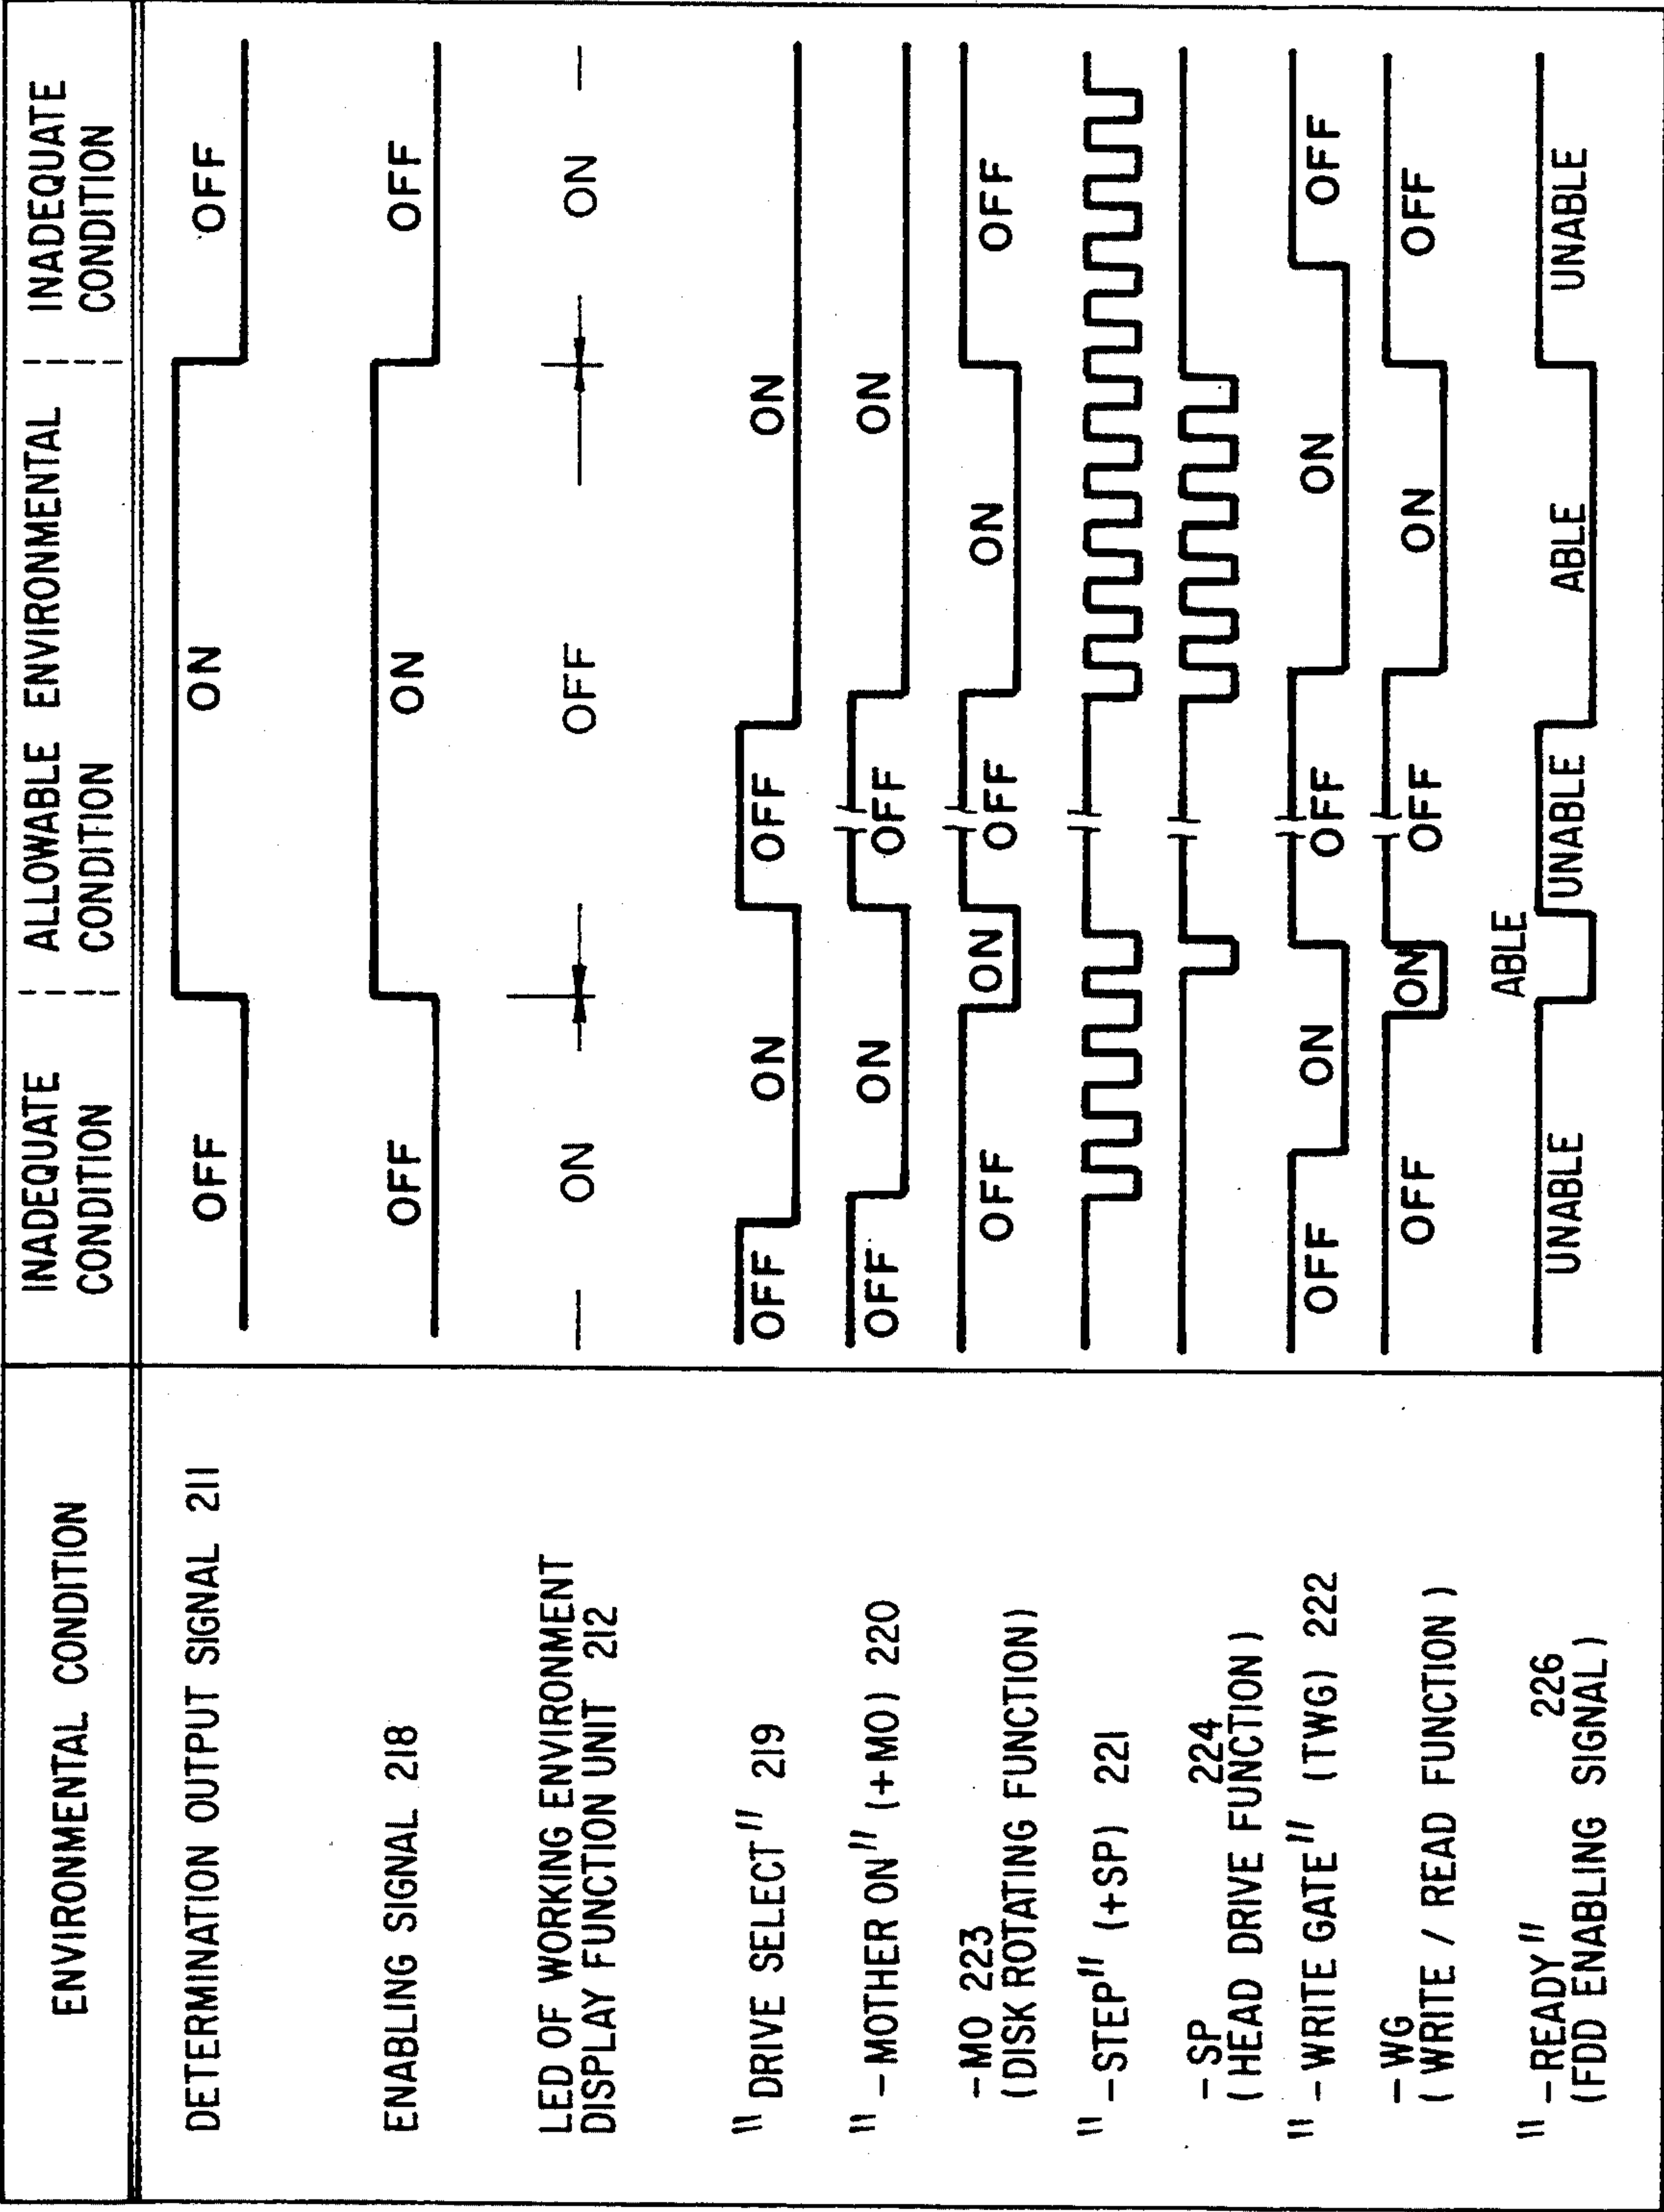 ENVIRONMENTAL CONDITION
INADEQUATE CONDITION
ALLOWABLE ENVIRONMENTAL CONDITION
INADEQUATE CONDITION
DETERMINATION OUTPUT SIGNAL 211
OFF ON OFF
ENABLING SIGNAL 218
OFF ON OFF
LED OF WORKING ENVIRONMENT
DISPLAY FUNCTION UNIT 212
ON OFF ON
"DRIVE SELECT" 219
OFF ON OFF ON
"-MOTHER ON" (+MO) 220
OFF ON OFF ON
-MO 223
(DISK ROTATING FUNCTION)
OFF ON OFF ON OFF
"-STEP" (+SP) 221
-SP 224
(HEAD DRIVE FUNCTION)
"-WRITE GATE" (TWG) 222
OFF ON OFF ON OFF
-WG
(WRITE / READ FUNCTION)
OFF ON OFF ON OFF
"-READY" 226
(FDD ENABLING SIGNAL)
UNABLE ABLE UNABLE ABLE UNABLE